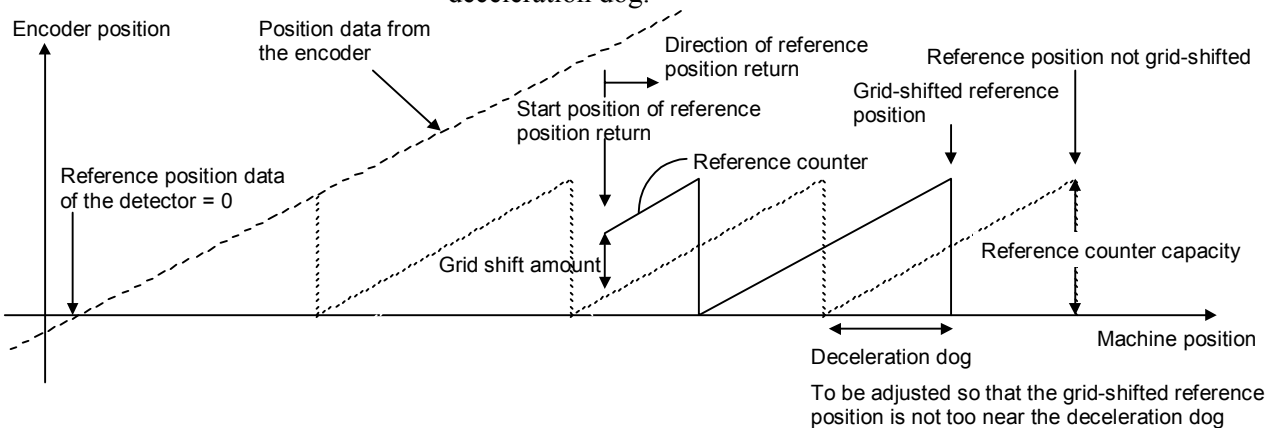 deceleration dog.
Encoder position
Position data from
the encoder
Direction of reference
position return
Reference position not grid-shifted
Start position of reference
position return
Grid-shifted reference
position
Reference counter
Reference position data
of the detector = 0
Grid shift amount
Reference counter capacity
Machine position
Deceleration dog
To be adjusted so that the grid-shifted reference
position is not too near the deceleration dog